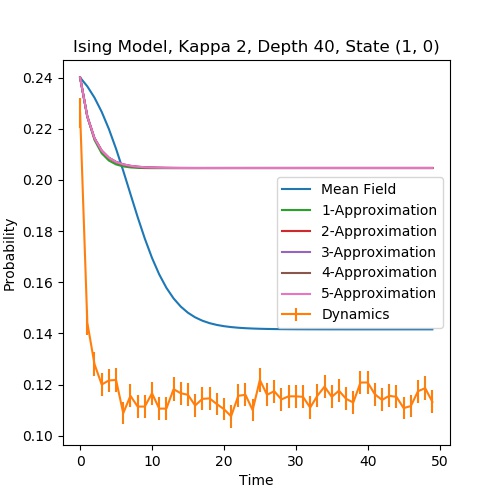 Ising Model, Kappa 2, Depth 40, State (1, 0)
0.24
0.22
0.20
0.18
0.16
0.14
0.12
0.10
Probability
Mean Field
1-Approximation
2-Approximation
3-Approximation
4-Approximation
5-Approximation
Dynamics
0 10 20 30 40 50
Time